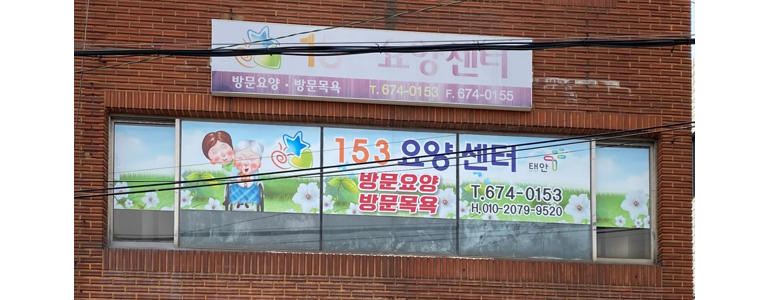 153 요양센터
방문요양 · 방문목욕 T. 674-0153 F. 674-0155
153 요양센터 태안
방문요양
방문목욕
T.674-0153
H.010-2079-9520